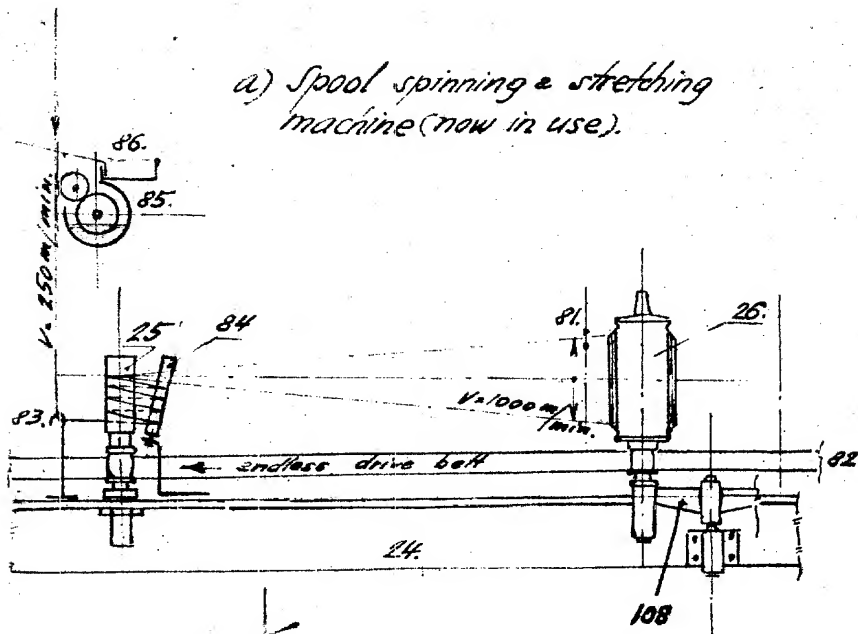 a) Spool spinning & stretching
machine (now in use).
86.
85.
V= 250 m/min.
25
84
81.
26.
V=1000 m/
min.
83.
endless drive belt
82
24.
108